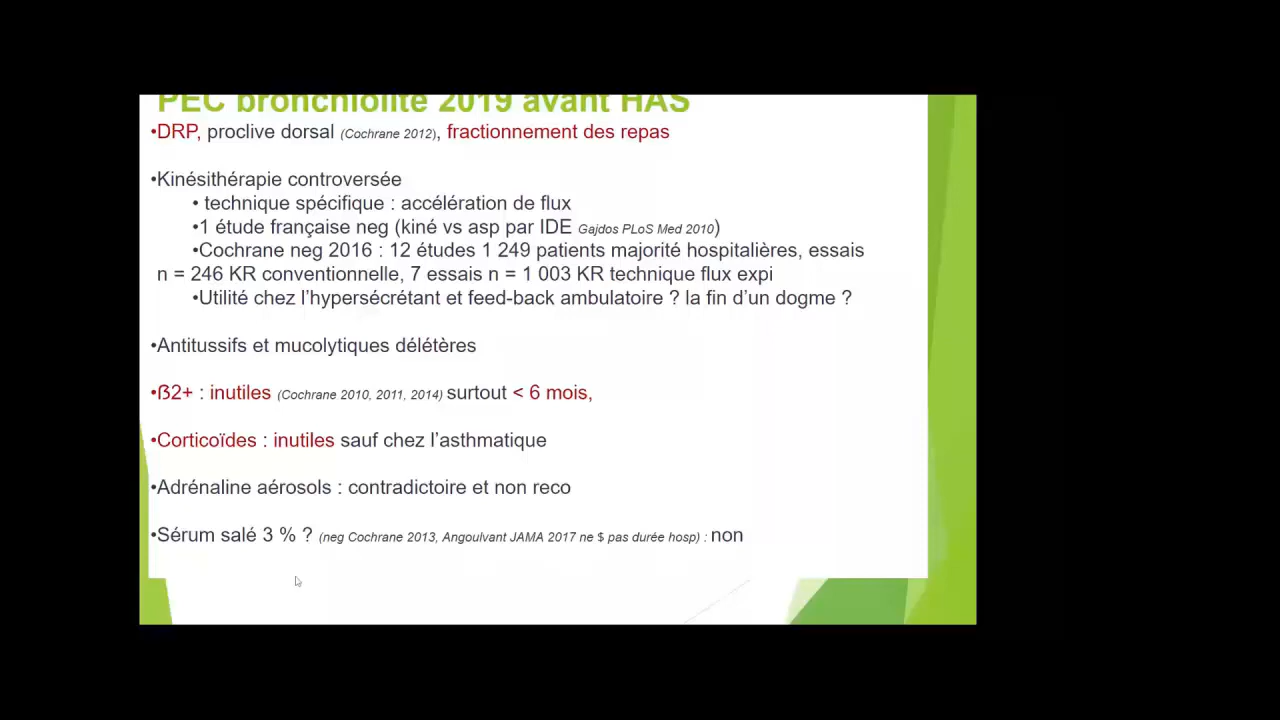 PEC bronchiolite 2019 avant HAS
•DRP, proclive dorsal (Cochrane 2012), fractionnement des repas
•Kinésithérapie controversée
• technique spécifique : accélération de flux
•1 étude française neg (kiné vs asp par IDE Gajdos PLoS Med 2010)
•Cochrane neg 2016 : 12 études 1 249 patients majorité hospitalières, essais
n = 246 KR conventionnelle, 7 essais n = 1 003 KR technique flux expi
•Utilité chez l'hypersécrétant et feed-back ambulatoire ? la fin d'un dogme ?
•Antitussifs et mucolytiques délétères
•ß2+ : inutiles (Cochrane 2010, 2011, 2014) surtout < 6 mois,
•Corticoïdes : inutiles sauf chez l'asthmatique
•Adrénaline aérosols : contradictoire et non reco
•Sérum salé 3 % ? (neg Cochrane 2013, Angoulvant JAMA 2017 ne $ pas durée hosp) : non